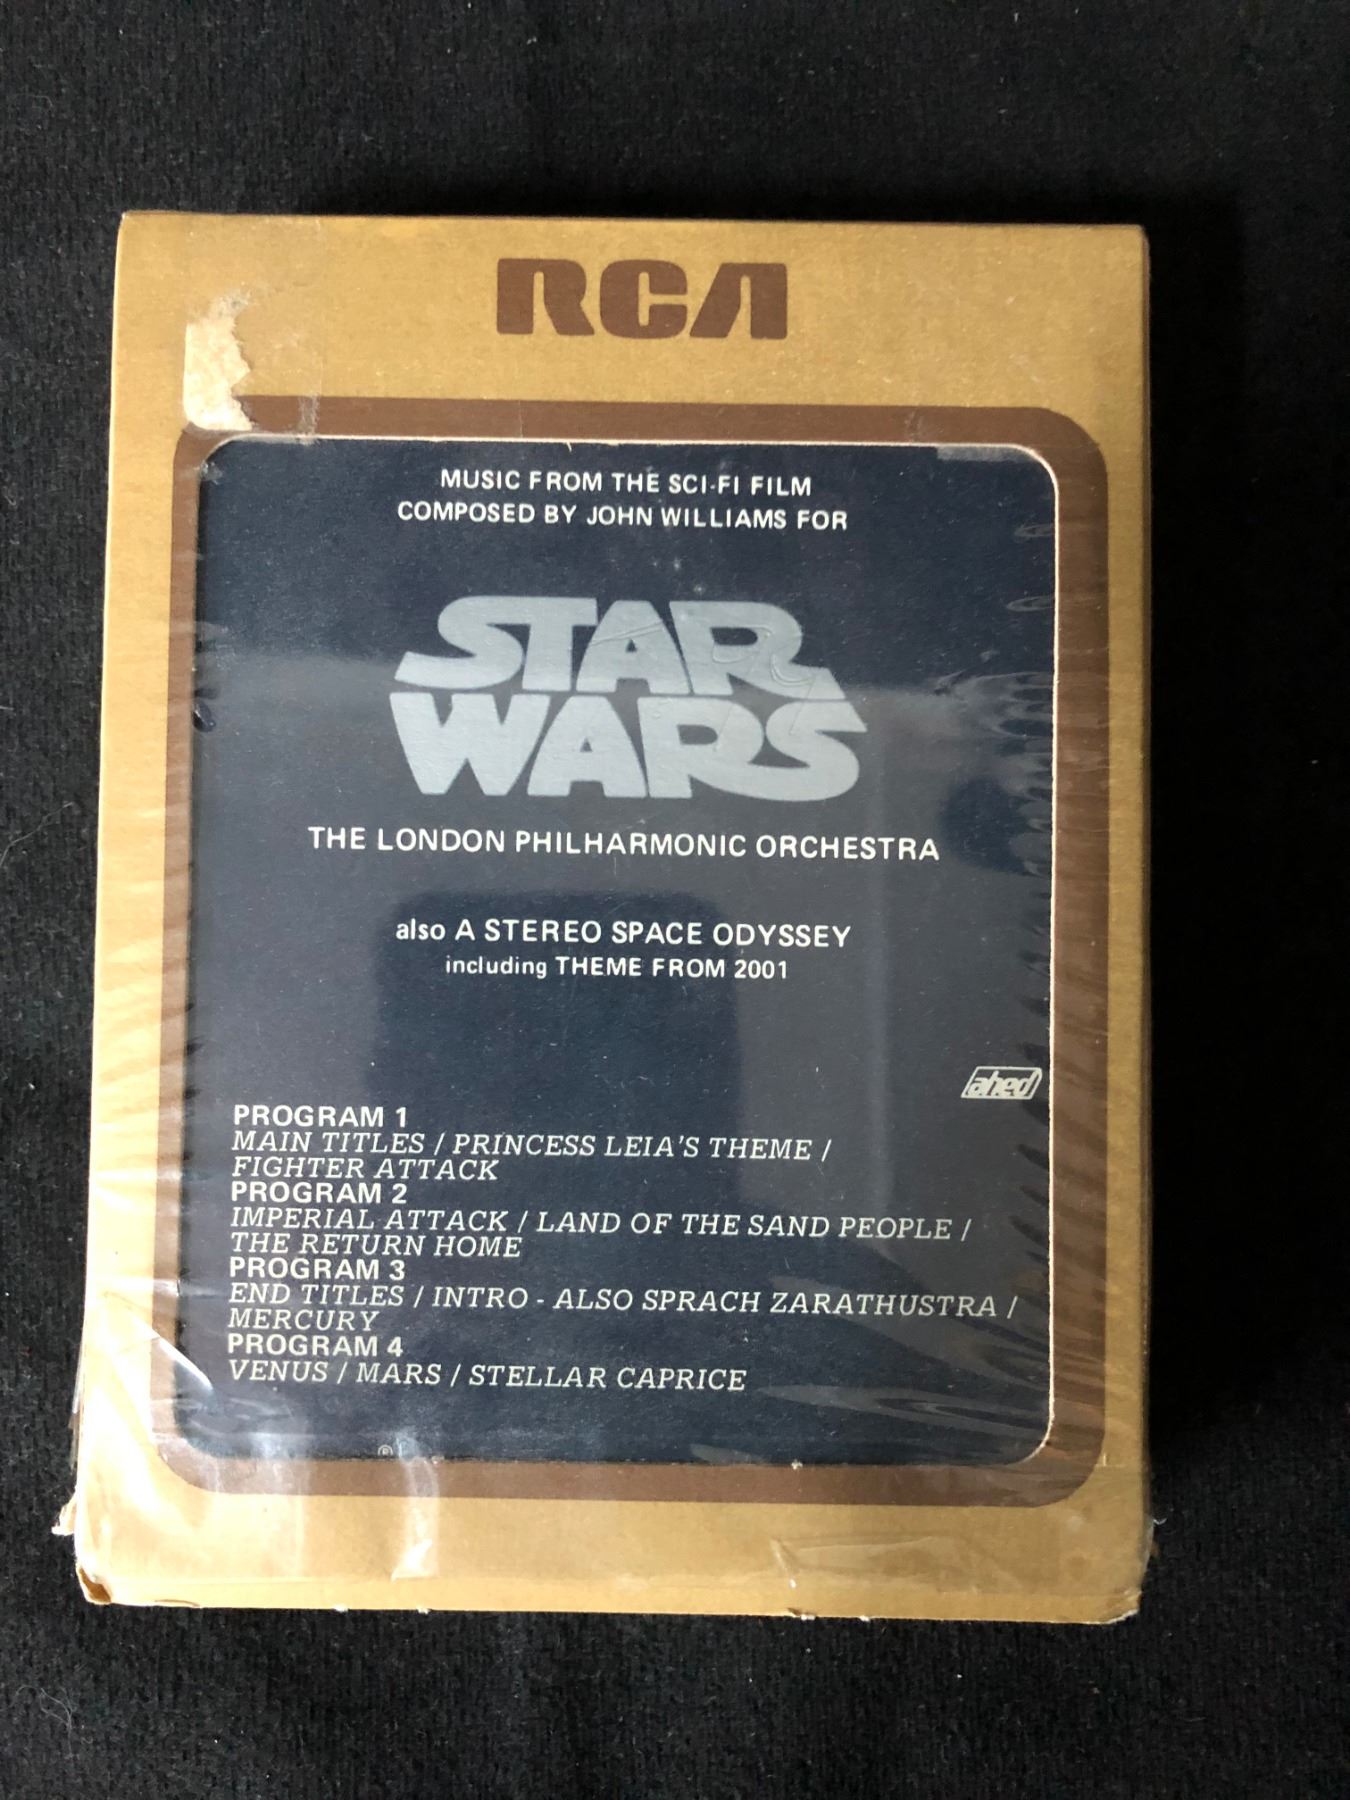 RCA
MUSIC FROM THE SCI-FI FILM
COMPOSED BY JOHN WILLIAMS FOR
STAR
WARS
THE LONDON PHILHARMONIC ORCHESTRA
also A STEREO SPACE ODYSSEY
including THEME FROM 2001
ahed
PROGRAM 1
MAIN TITLES / PRINCESS LEIA'S THEME /
FIGHTER ATTACK
PROGRAM 2
IMPERIAL ATTACK / LAND OF THE SAND PEOPLE /
THE RETURN HOME
PROGRAM 3
END TITLES / INTRO - ALSO SPRACH ZARATHUSTRA /
MERCURY
PROGRAM 4
VENUS / MARS / STELLAR CAPRICE
®